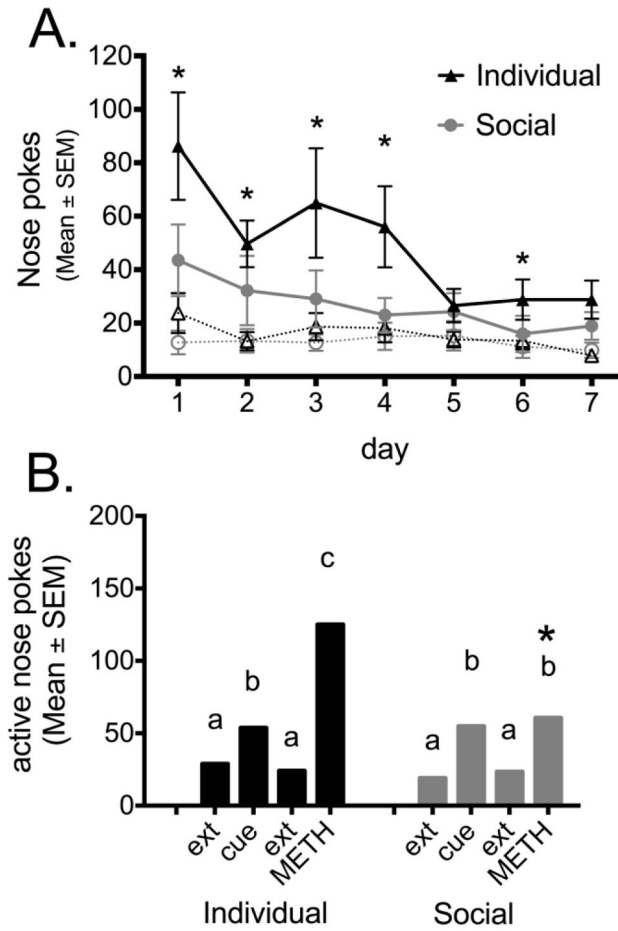 A.
120
100
80
60
40
20
0
Nose pokes
(Mean ± SEM)
* * * * *
Individual
Social
1 2 3 4 5 6 7
day
B.
200
150
100
50
0
active nose pokes
(Mean ± SEM)
a b a c
a b a b *
ext cue ext METH
ext cue ext METH
Individual Social